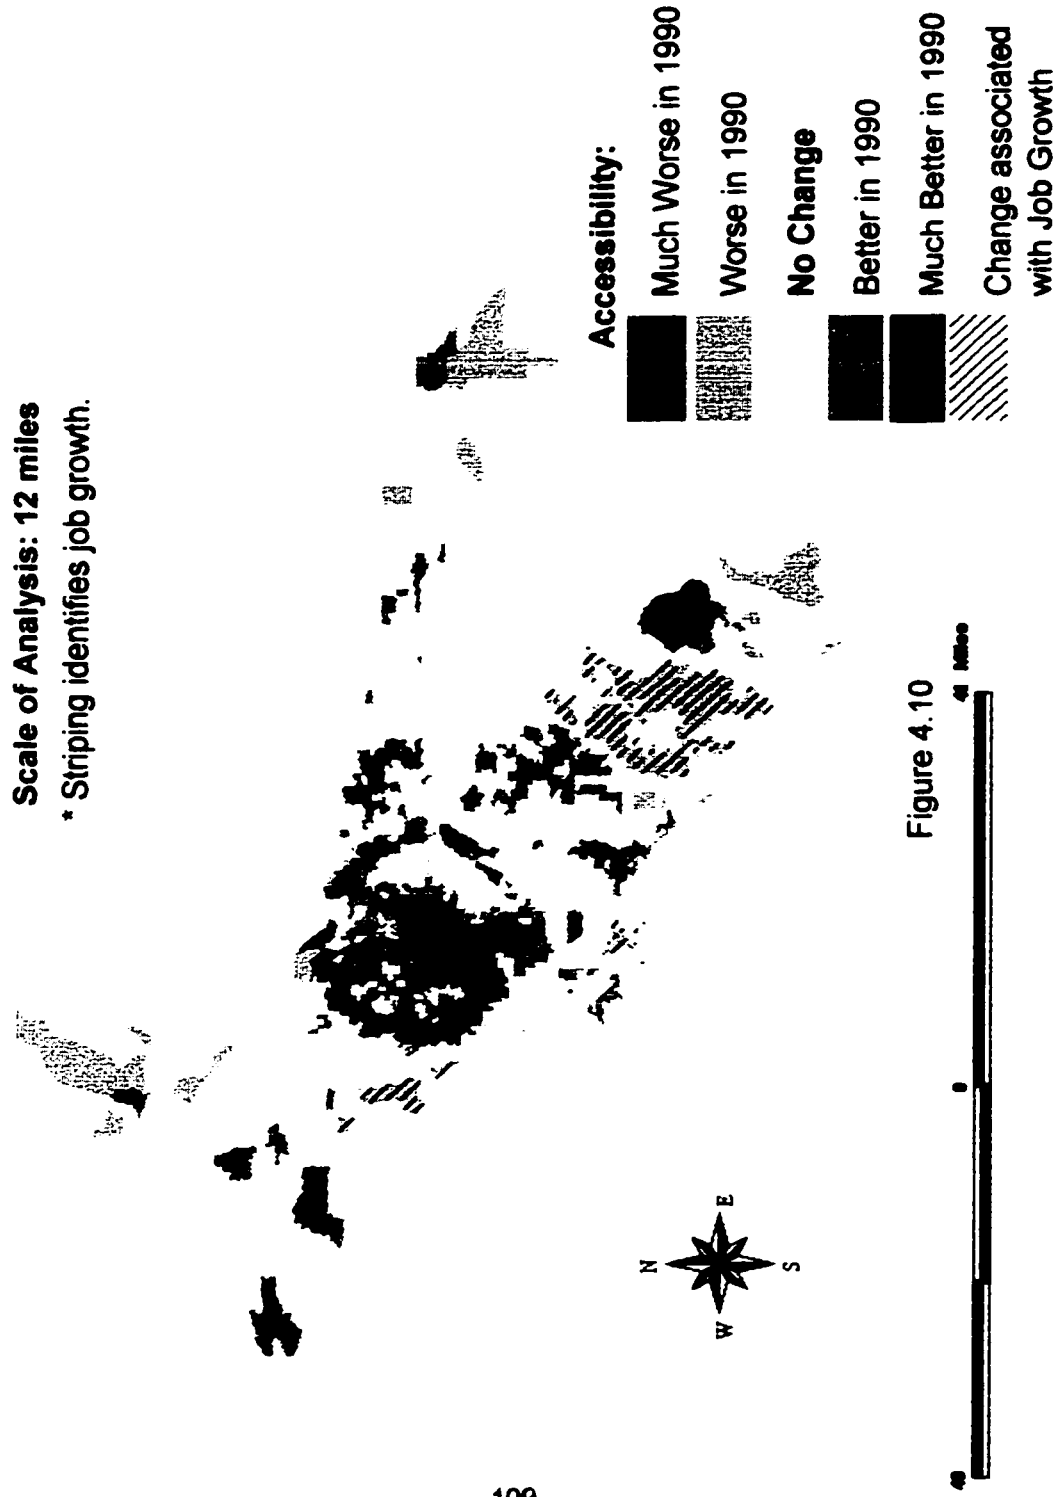 Scale of Analysis: 12 miles
* Striping identifies job growth.
Accessibility:
Much Worse in 1990
Worse in 1990
No Change
Better in 1990
Much Better in 1990
Change associated
with Job Growth
N
W
E
S
Figure 4.10
0
Miles